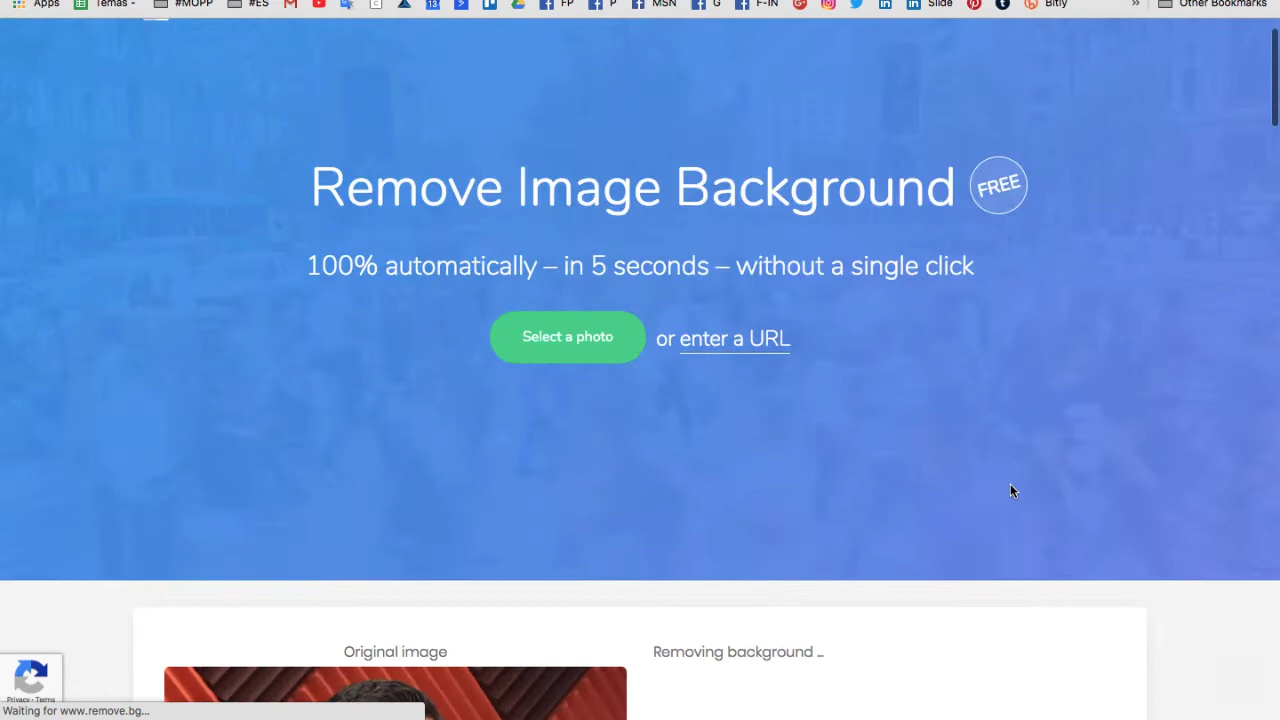 Apps Temas - #MOPP #ES 13 FP P MSN G F-IN Slide Bitly » Other Bookmarks
Remove Image Background FREE
100% automatically – in 5 seconds – without a single click
Select a photo or enter a URL
Original image Removing background ...
Privacy - Terms
Waiting for www.remove.bg...